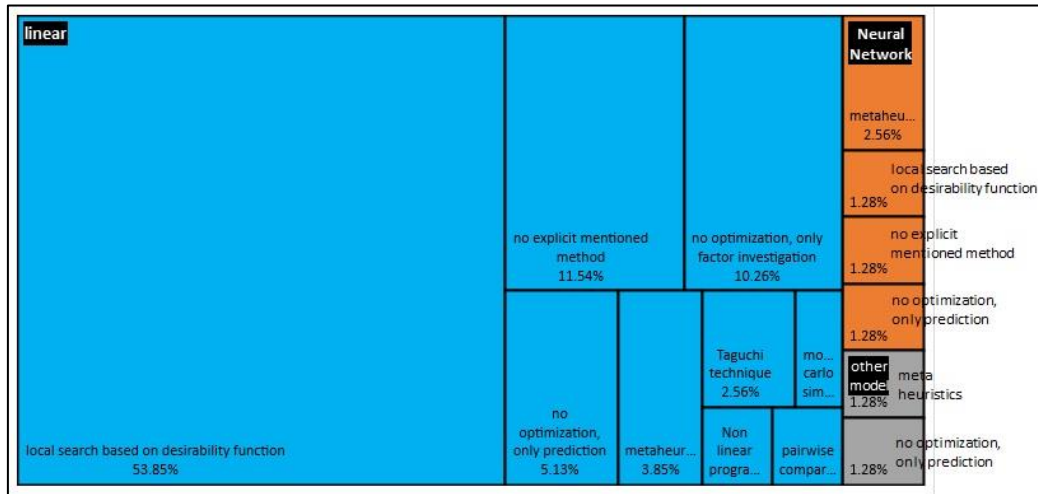 linear
local search based on desirability function
53.85%
no explicit mentioned
method
11.54%
no optimization, only
factor investigation
10.26%
no
optimization,
only prediction
5.13%
metaheur...
3.85%
Taguchi
technique
2.56%
mo...
carlo
sim...
Non
linear
progra...
pairwise
compar...
Neural
Network
metaheu...
2.56%
local search based
on desirability function
1.28%
no explicit
mentioned method
1.28%
no optimization,
only prediction
1.28%
other
model
meta
heuristics
1.28%
no optimization,
only prediction
1.28%